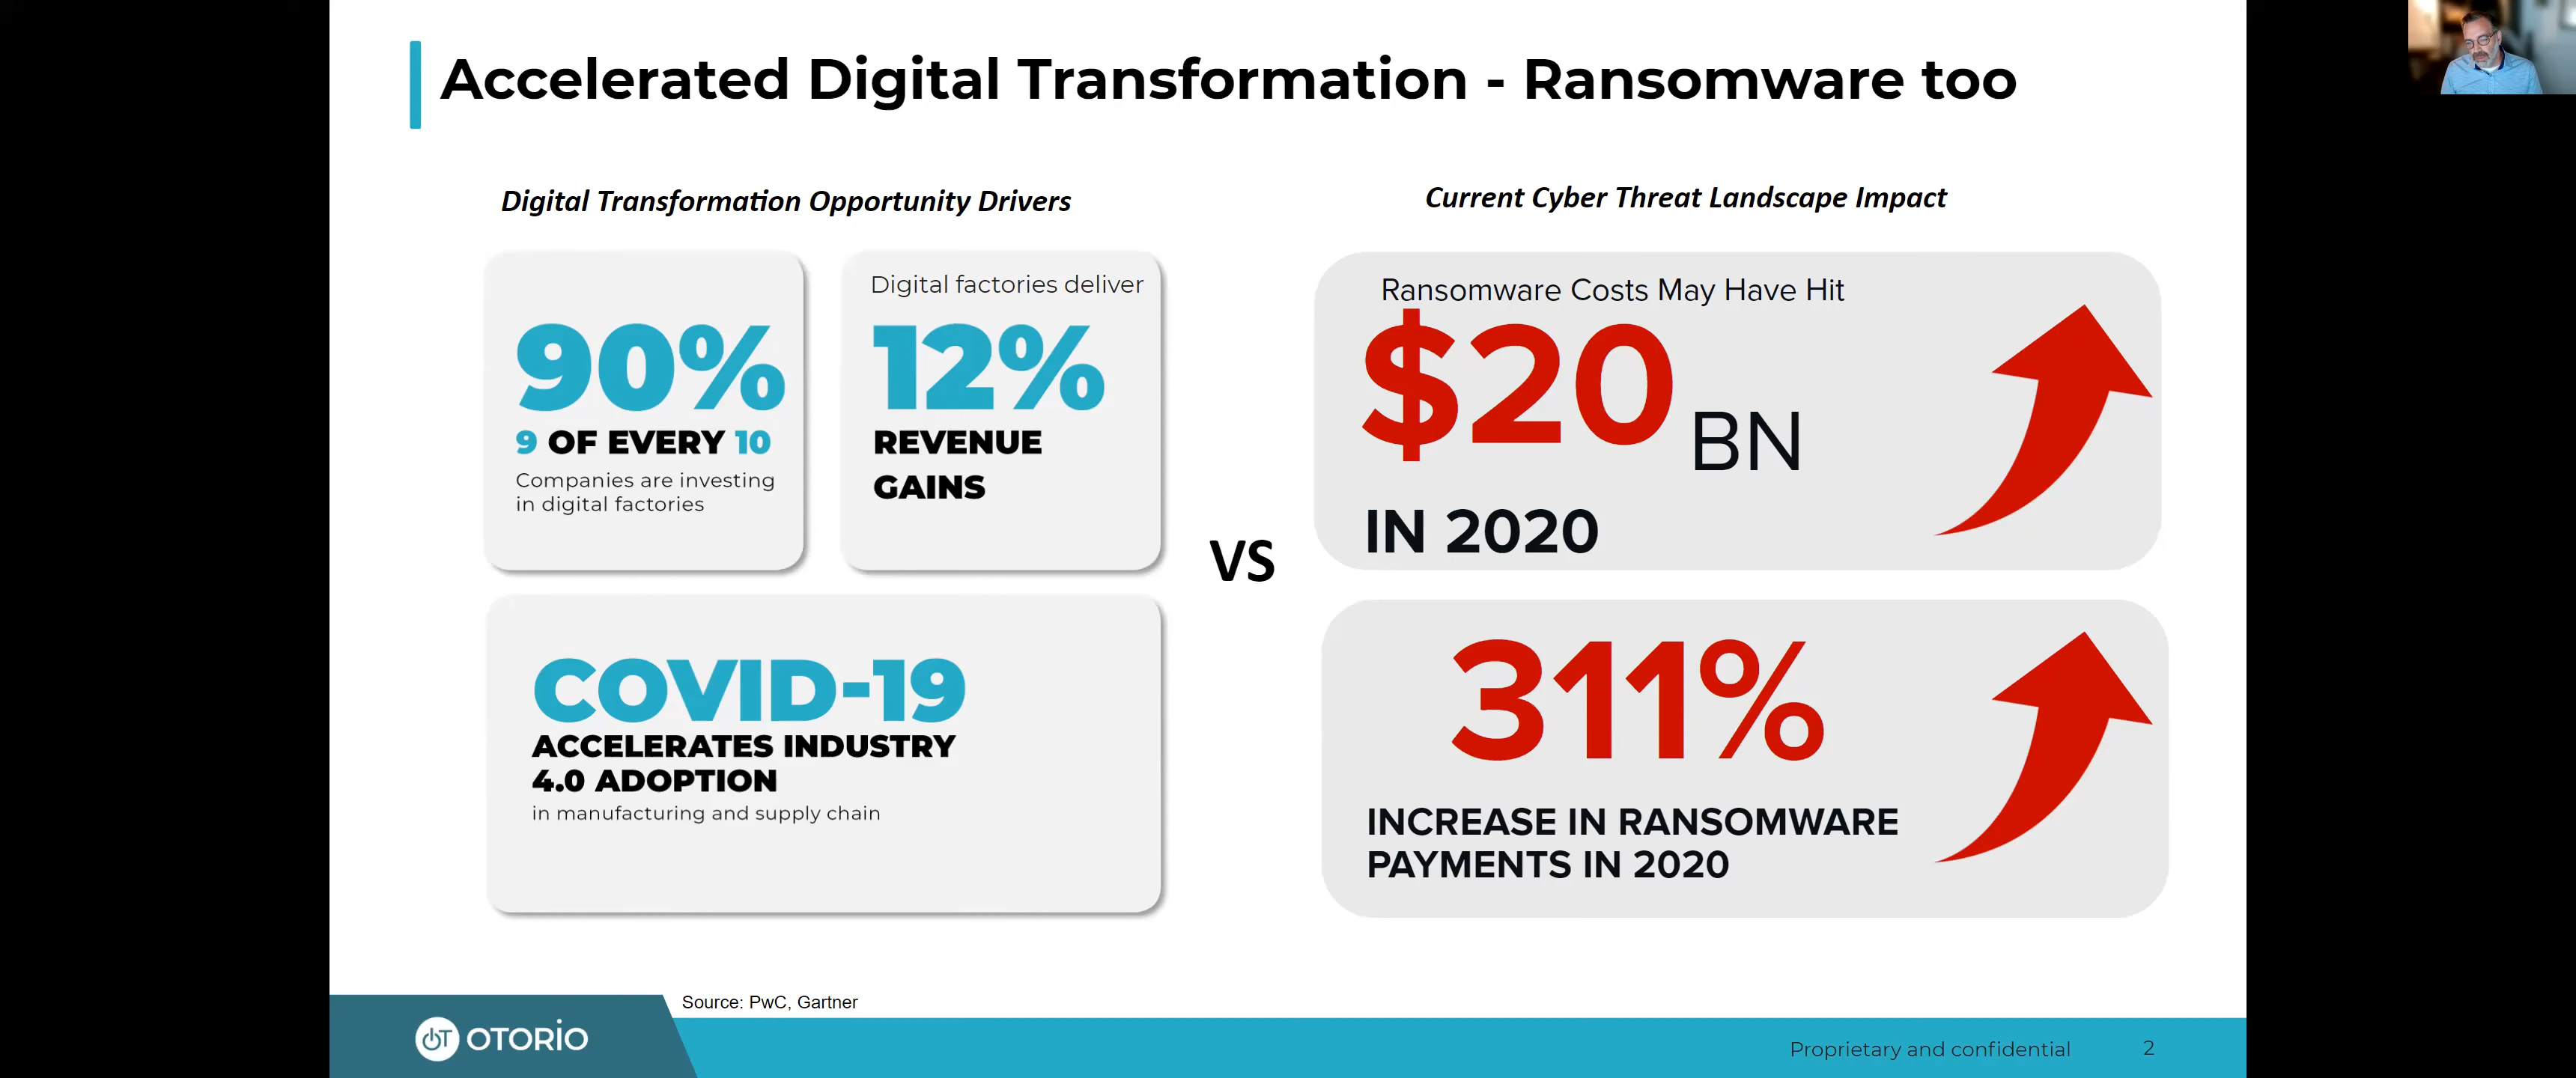 Accelerated Digital Transformation - Ransomware too
Digital Transformation Opportunity Drivers
90%
9 OF EVERY 10
Companies are investing
in digital factories
Digital factories deliver
12%
REVENUE
GAINS
COVID-19
ACCELERATES INDUSTRY
4.0 ADOPTION
in manufacturing and supply chain
VS
Current Cyber Threat Landscape Impact
Ransomware Costs May Have Hit
$20 BN
IN 2020
311%
INCREASE IN RANSOMWARE
PAYMENTS IN 2020
Source: PwC, Gartner
OT OTORIO
Proprietary and confidential 2